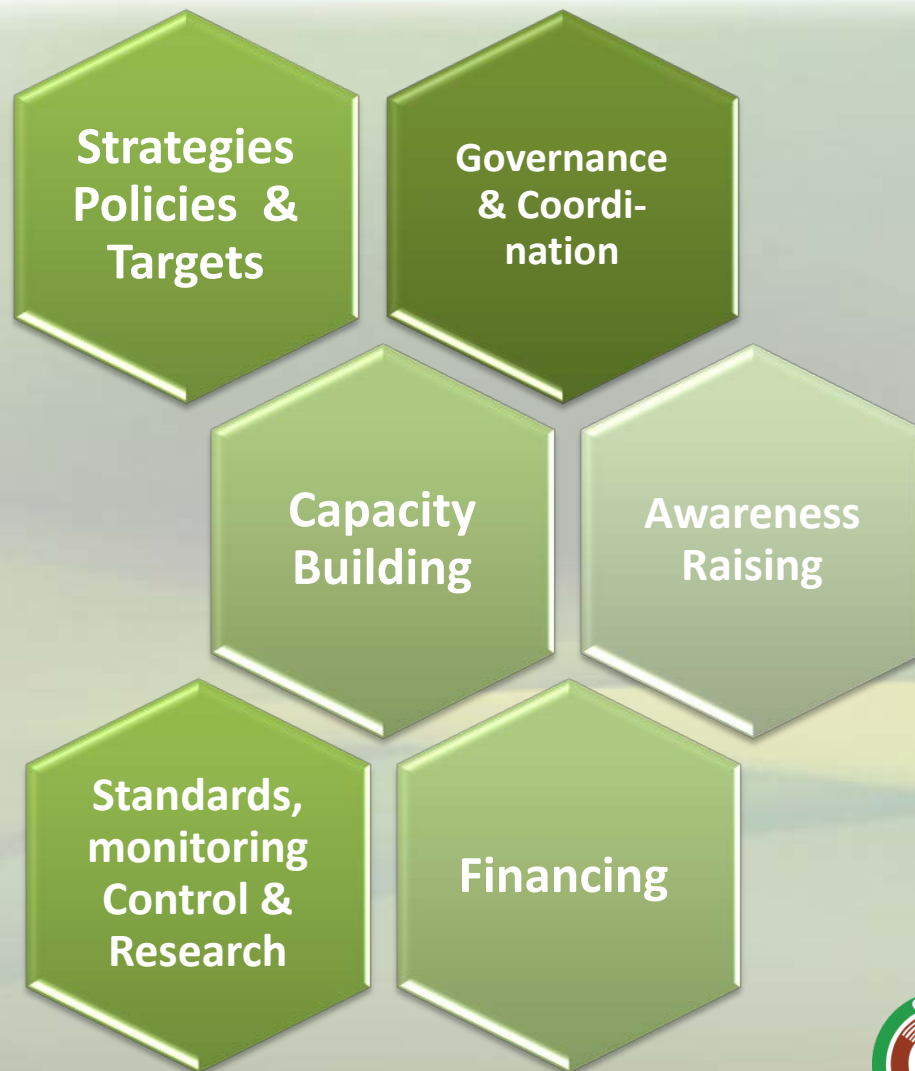 Strategies
Policies &
Targets
Governance
& Coordi-
nation
Capacity
Building
Awareness
Raising
Standards,
monitoring
Control &
Research
Financing